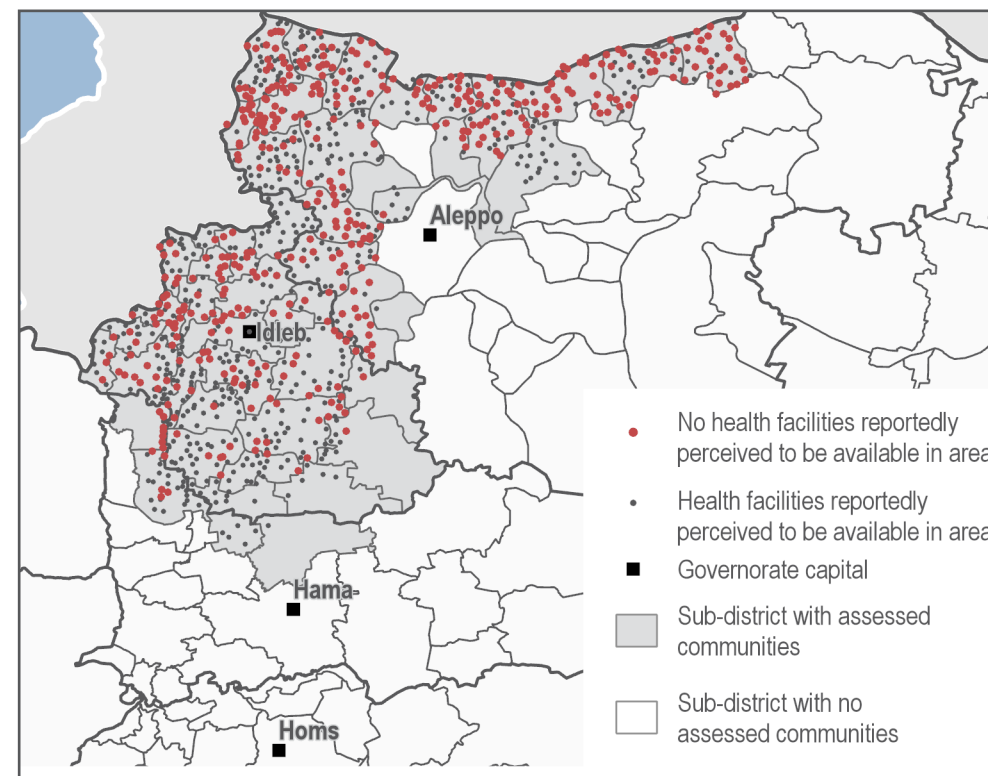 Aleppo
Idleb
Hama
Homs
No health facilities reportedly
perceived to be available in area
Health facilities reportedly
perceived to be available in area
Governorate capital
Sub-district with assessed
communities
Sub-district with no
assessed communities